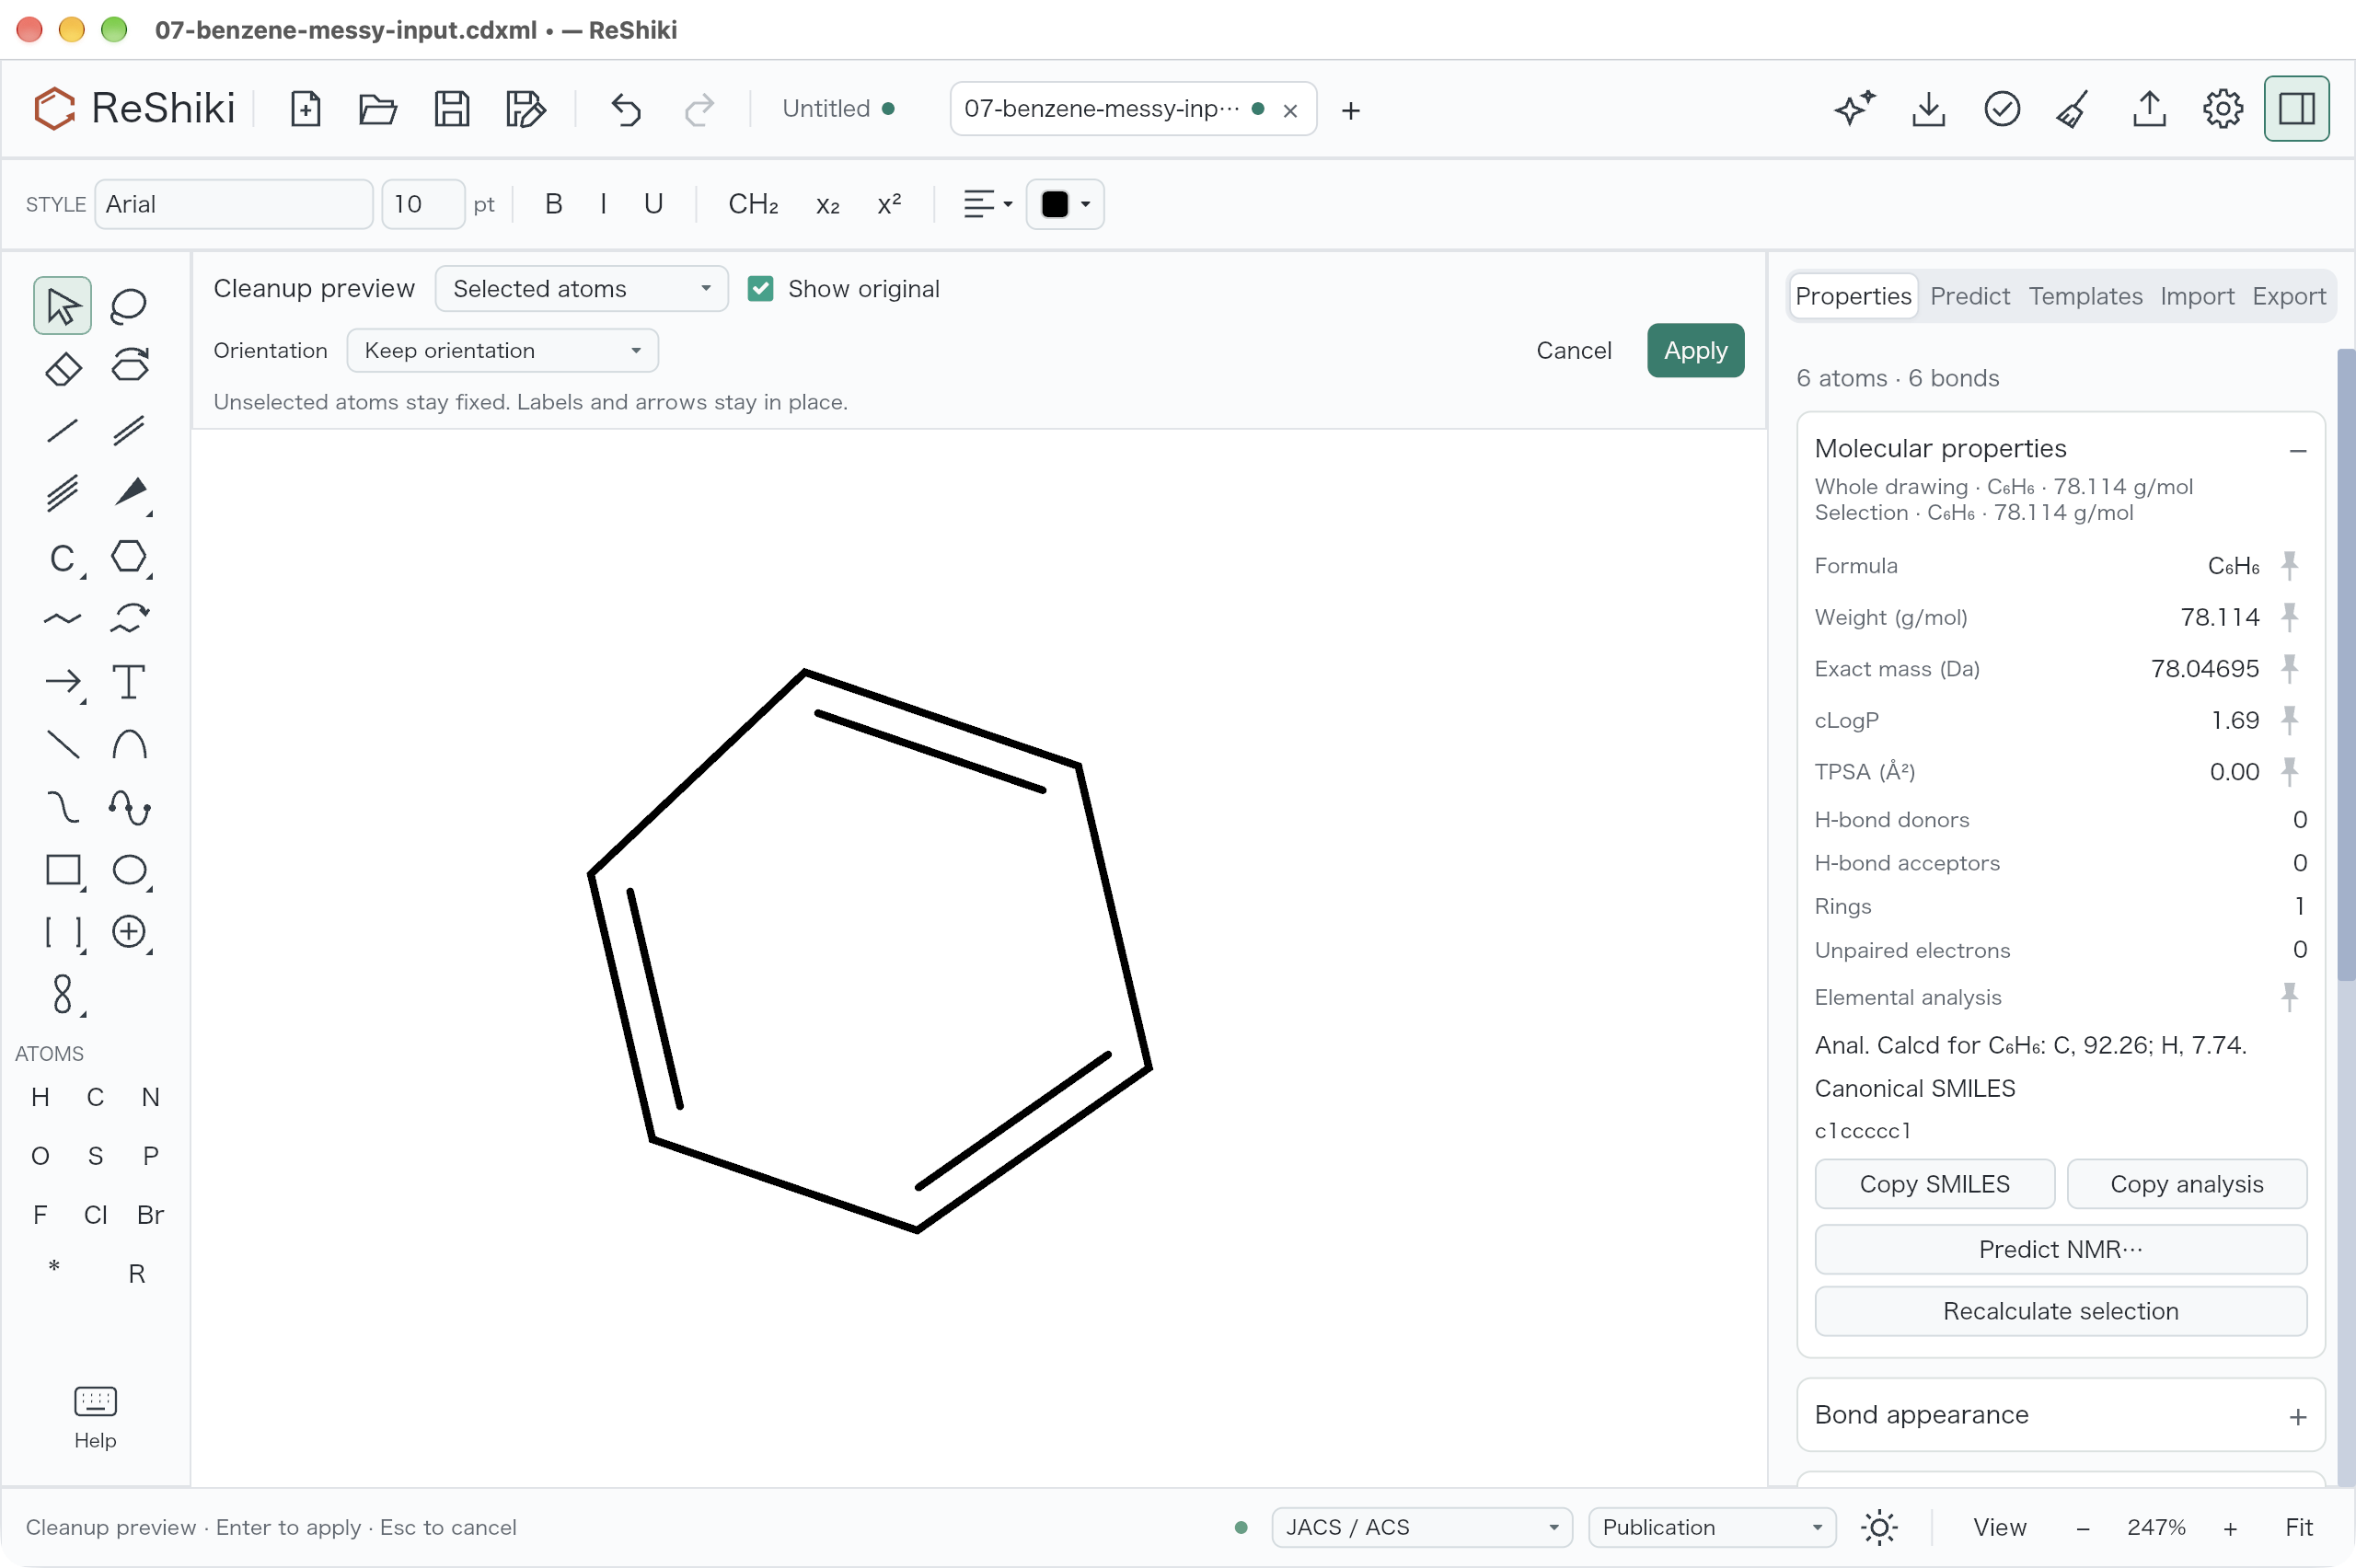 07-benzene-messy-input.cdxml • — ReShiki
ReShiki
Untitled
07-benzene-messy-inp···
STYLE Arial 10 pt B I U CH₂ x₂ x²
Cleanup preview Selected atoms Show original
Orientation Keep orientation Cancel Apply
Unselected atoms stay fixed. Labels and arrows stay in place.
C
T
ATOMS
H C N
O S P
F Cl Br
* R
Help
Properties Predict Templates Import Export
6 atoms · 6 bonds
Molecular properties
Whole drawing · C₆H₆ · 78.114 g/mol
Selection · C₆H₆ · 78.114 g/mol
Formula C₆H₆
Weight (g/mol) 78.114
Exact mass (Da) 78.04695
cLogP 1.69
TPSA (Å²) 0.00
H-bond donors 0
H-bond acceptors 0
Rings 1
Unpaired electrons 0
Elemental analysis
Anal. Calcd for C₆H₆: C, 92.26; H, 7.74.
Canonical SMILES
c1ccccc1
Copy SMILES Copy analysis
Predict NMR···
Recalculate selection
Bond appearance
Cleanup preview · Enter to apply · Esc to cancel
JACS / ACS Publication View − 247% + Fit